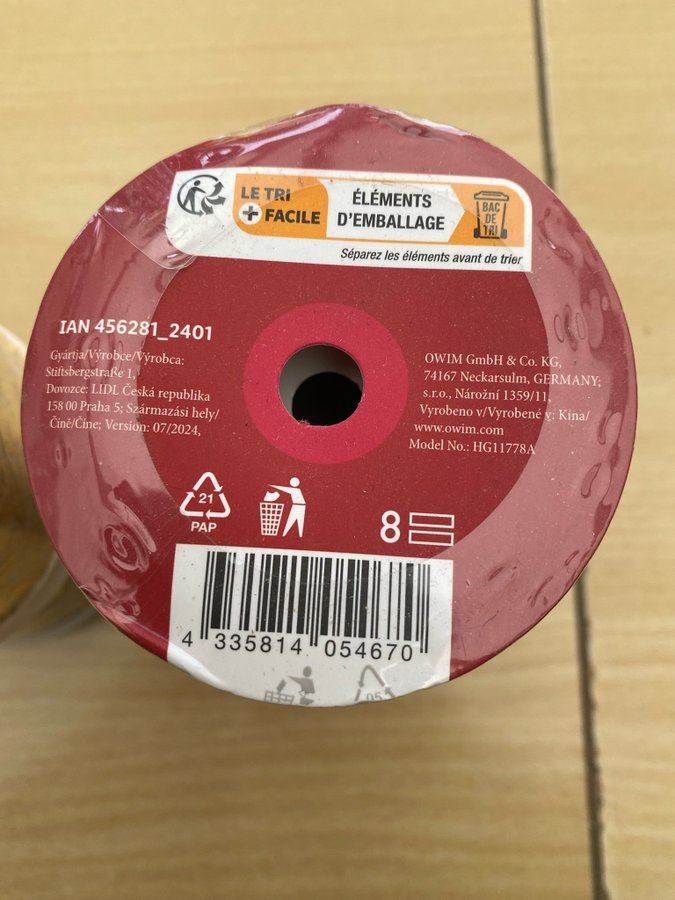 LE TRI
+ FACILE
ÉLÉMENTS
D'EMBALLAGE
BAC
DE
TRI
Séparez les éléments avant de trier
IAN 456281_2401
Gyártja/Výrobce/Výrobca:
Stiftsbergstraße 1,
Dovozce: LIDL Česká republika
158 00 Praha 5; Származási hely/
Číně/Číne; Version: 07/2024,
OWIM GmbH & Co. KG,
74167 Neckarsulm, GERMANY;
s.r.o., Nárožní 1359/11,
Vyrobeno v/Vyrobené v: Kína/
www.owim.com
Model No.: HG11778A
21
PAP
8
4 335814 054670
05